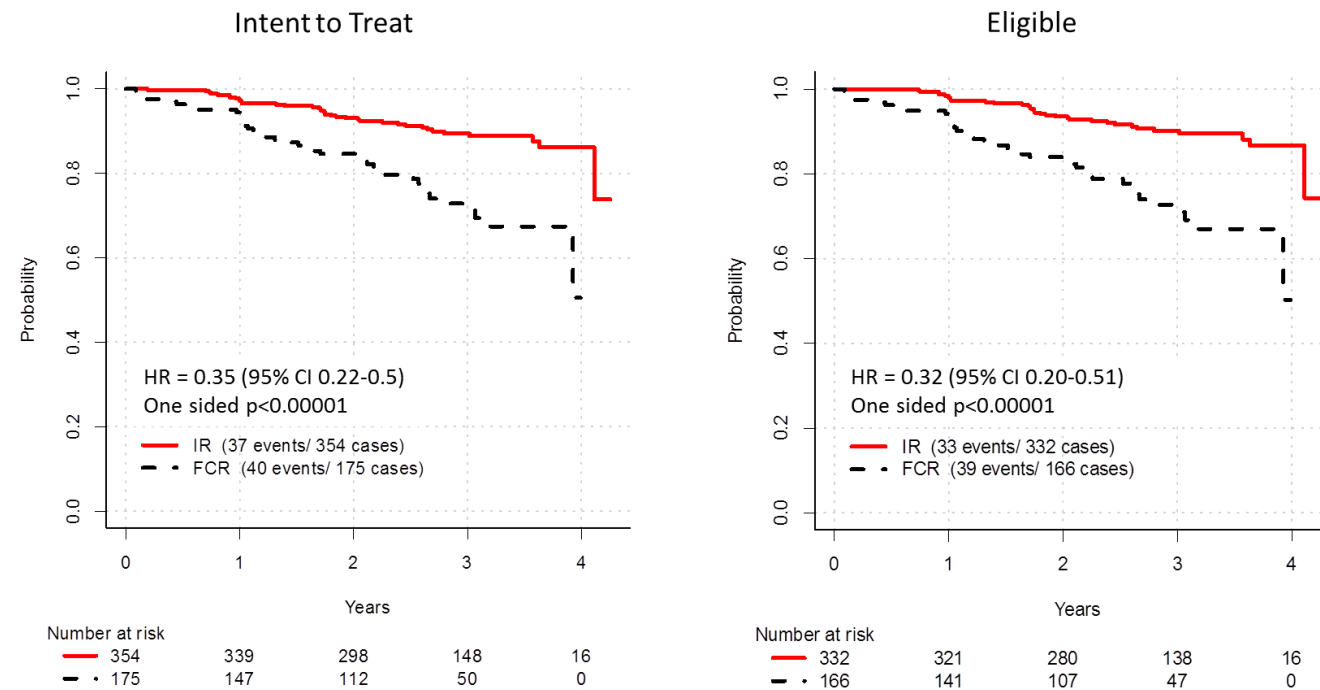 Intent to Treat
Probability
1.0
0.8
0.6
0.4
0.2
0.0
HR = 0.35 (95% CI 0.22-0.5)
One sided p<0.00001
IR (37 events/ 354 cases)
FCR (40 events/ 175 cases)
0 1 2 3 4
Years
Number at risk
354 339 298 148 16
175 147 112 50 0
Eligible
Probability
1.0
0.8
0.6
0.4
0.2
0.0
HR = 0.32 (95% CI 0.20-0.51)
One sided p<0.00001
IR (33 events/ 332 cases)
FCR (39 events/ 166 cases)
0 1 2 3 4
Years
Number at risk
332 321 280 138 16
166 141 107 47 0